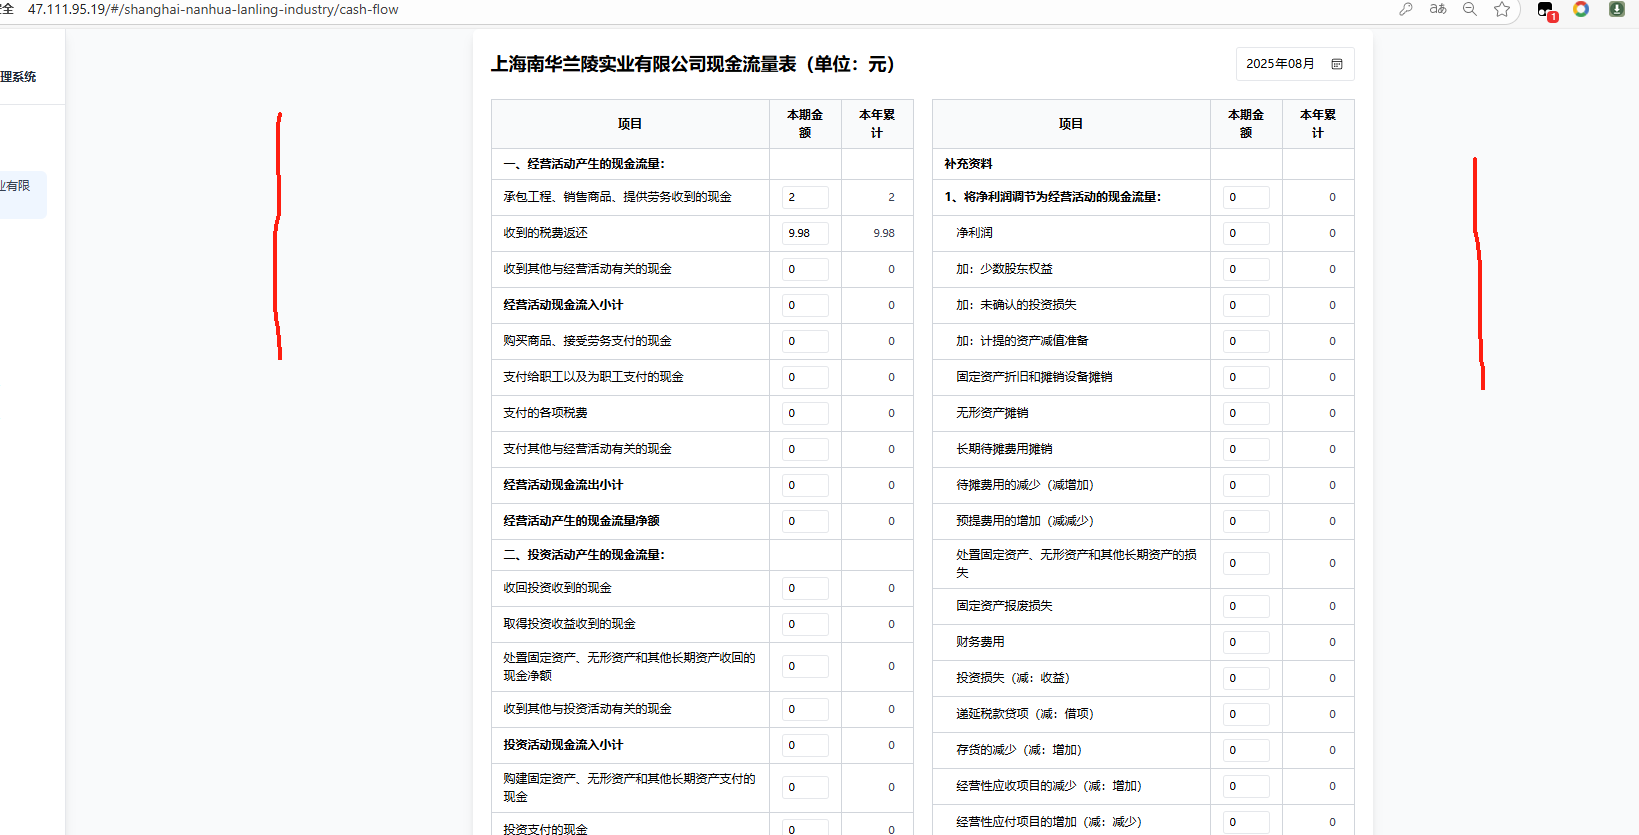 全 47.111.95.19/#/shanghai-nanhua-lanling-industry/cash-flow
aあ
1
理系统
业有限
上海南华兰陵实业有限公司现金流量表（单位：元）
2025年08月
项目 本期金额 本年累计
一、经营活动产生的现金流量：
承包工程、销售商品、提供劳务收到的现金 2 2
收到的税费返还 9.98 9.98
收到其他与经营活动有关的现金 0 0
经营活动现金流入小计 0 0
购买商品、接受劳务支付的现金 0 0
支付给职工以及为职工支付的现金 0 0
支付的各项税费 0 0
支付其他与经营活动有关的现金 0 0
经营活动现金流出小计 0 0
经营活动产生的现金流量净额 0 0
二、投资活动产生的现金流量：
收回投资收到的现金 0 0
取得投资收益收到的现金 0 0
处置固定资产、无形资产和其他长期资产收回的
现金净额 0 0
收到其他与投资活动有关的现金 0 0
投资活动现金流入小计 0 0
购建固定资产、无形资产和其他长期资产支付的
现金 0 0
投资支付的现金 0 0
项目 本期金额 本年累计
补充资料
1、将净利润调节为经营活动的现金流量： 0 0
净利润 0 0
加：少数股东权益 0 0
加：未确认的投资损失 0 0
加：计提的资产减值准备 0 0
固定资产折旧和摊销设备摊销 0 0
无形资产摊销 0 0
长期待摊费用摊销 0 0
待摊费用的减少（减增加） 0 0
预提费用的增加（减减少） 0 0
处置固定资产、无形资产和其他长期资产的损
失 0 0
固定资产报废损失 0 0
财务费用 0 0
投资损失（减：收益） 0 0
递延税款贷项（减：借项） 0 0
存货的减少（减：增加） 0 0
经营性应收项目的减少（减：增加） 0 0
经营性应付项目的增加（减：减少） 0 0